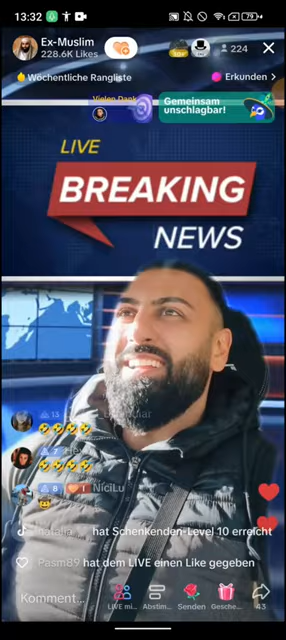 13:32
79
Ex-Muslim
228.6K Likes
224
Wöchentliche Rangliste
Erkunden >
Vielen Dank
Gemeinsam
unschlagbar!
LIVE
BREAKING
NEWS
13
7
8
I NiciLu
hat Schenkenden-Level 10 erreicht
Pasm89 hat dem LIVE einen Like gegeben
Komment...
LIVE mi...
Abstim...
Senden
Gesche...
43